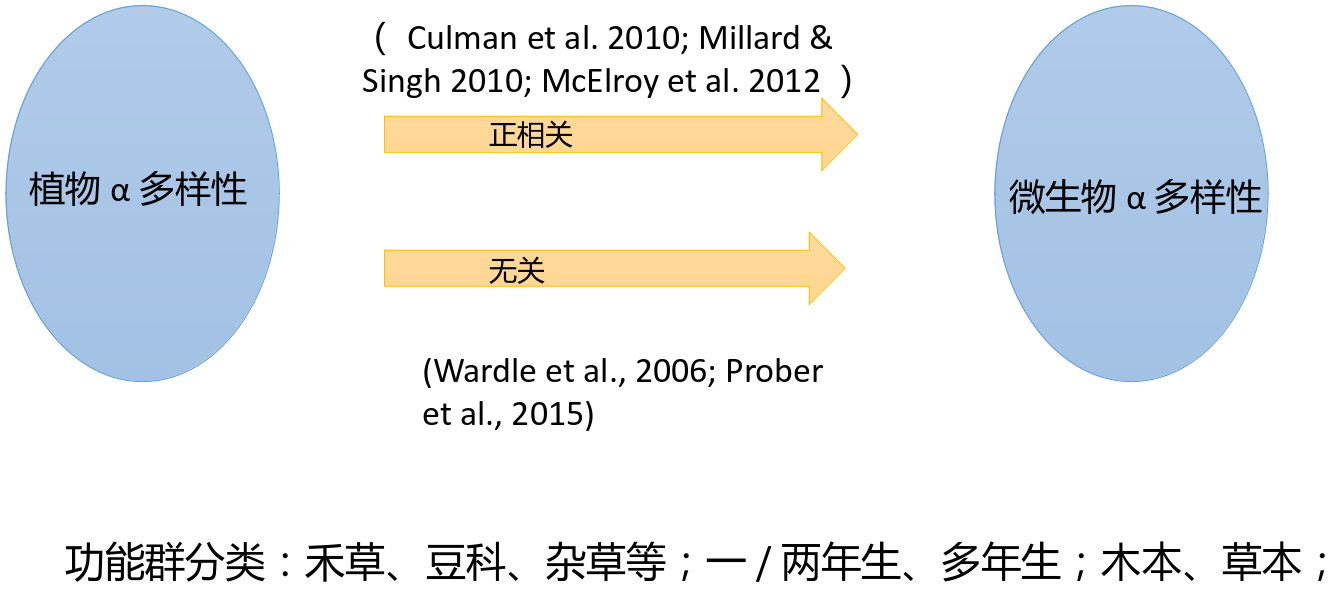 （ Culman et al. 2010; Millard &
Singh 2010; McElroy et al. 2012 ）
正相关
植物 α 多样性
微生物 α 多样性
无关
(Wardle et al., 2006; Prober
et al., 2015)
功能群分类：禾草、豆科、杂草等；一 / 两年生、多年生；木本、草本；